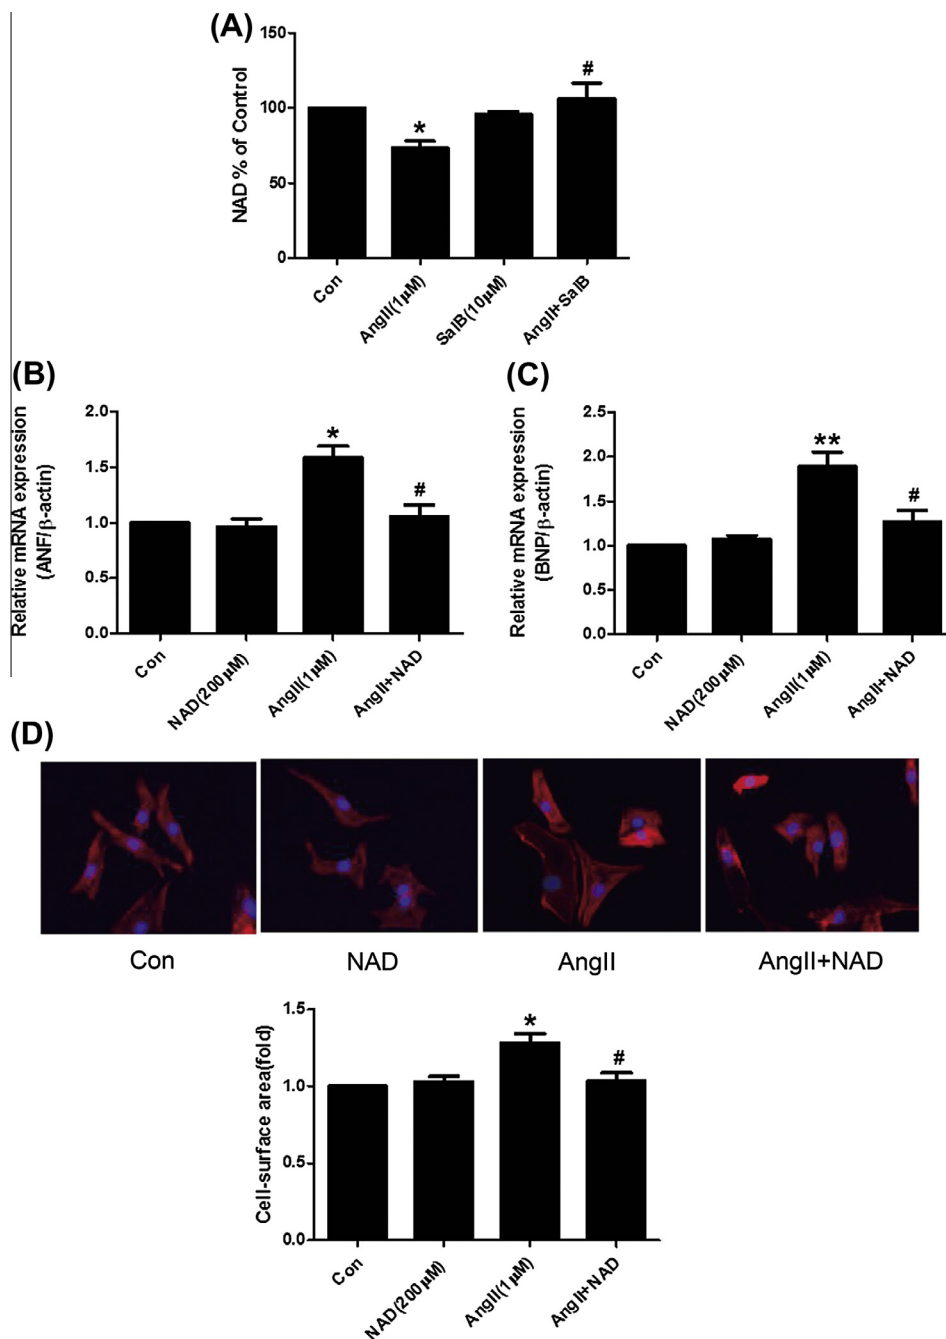 (A)
NAD % of Control
150
100
50
0
*
#
Con
AngII(1μM)
SalB(10μM)
AngII+SalB
(B)
Relative mRNA expression
(ANF/β-actin)
2.0
1.5
1.0
0.5
0.0
*
#
Con
NAD(200μM)
AngII(1μM)
AngII+NAD
(C)
Relative mRNA expression
(BNP/β-actin)
2.5
2.0
1.5
1.0
0.5
0.0
**
#
Con
NAD(200μM)
AngII(1μM)
AngII+NAD
(D)
Con
NAD
AngII
AngII+NAD
Cell-surface area(fold)
1.5
1.0
0.5
0.0
*
#
Con
NAD(200μM)
AngII(1μM)
AngII+NAD